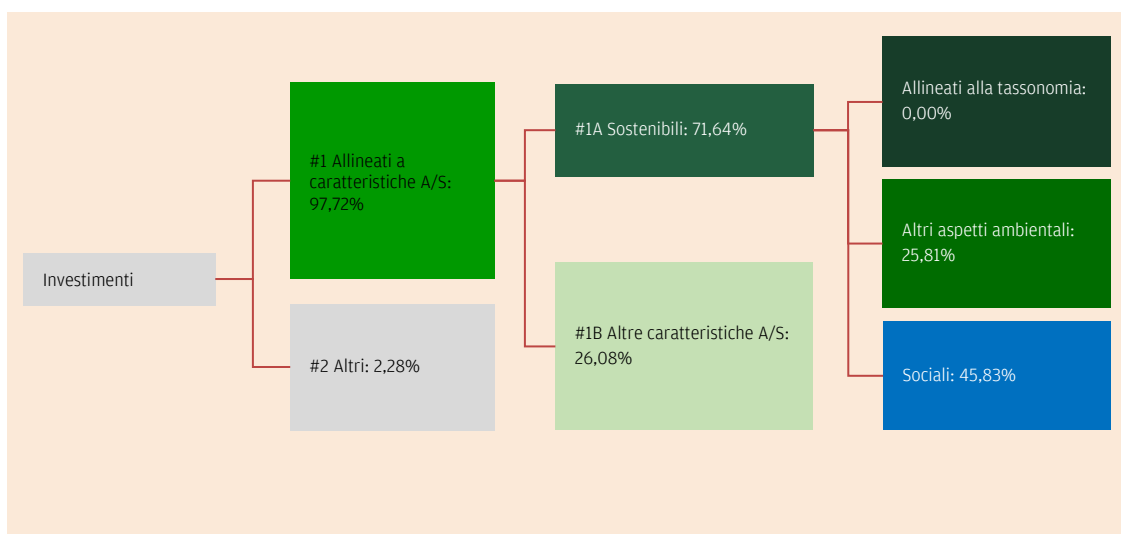 Investimenti
#1 Allineati a
caratteristiche A/S:
97,72%
#2 Altri: 2,28%
#1A Sostenibili: 71,64%
#1B Altre caratteristiche A/S:
26,08%
Allineati alla tassonomia:
0,00%
Altri aspetti ambientali:
25,81%
Sociali: 45,83%